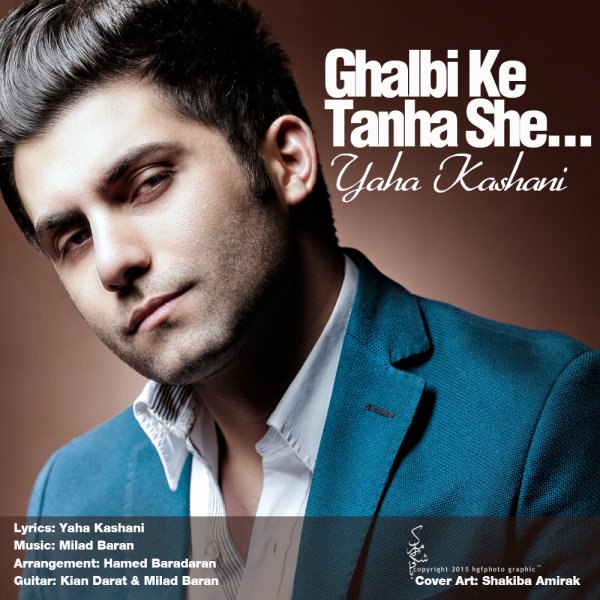 Ghalbi Ke
Tanha She...
Yaha Kashani
Lyrics: Yaha Kashani
Music: Milad Baran
Arrangement: Hamed Baradaran
Guitar: Kian Darat & Milad Baran
copyright 2015 hgfphoto graphic
Cover Art: Shakiba Amirak